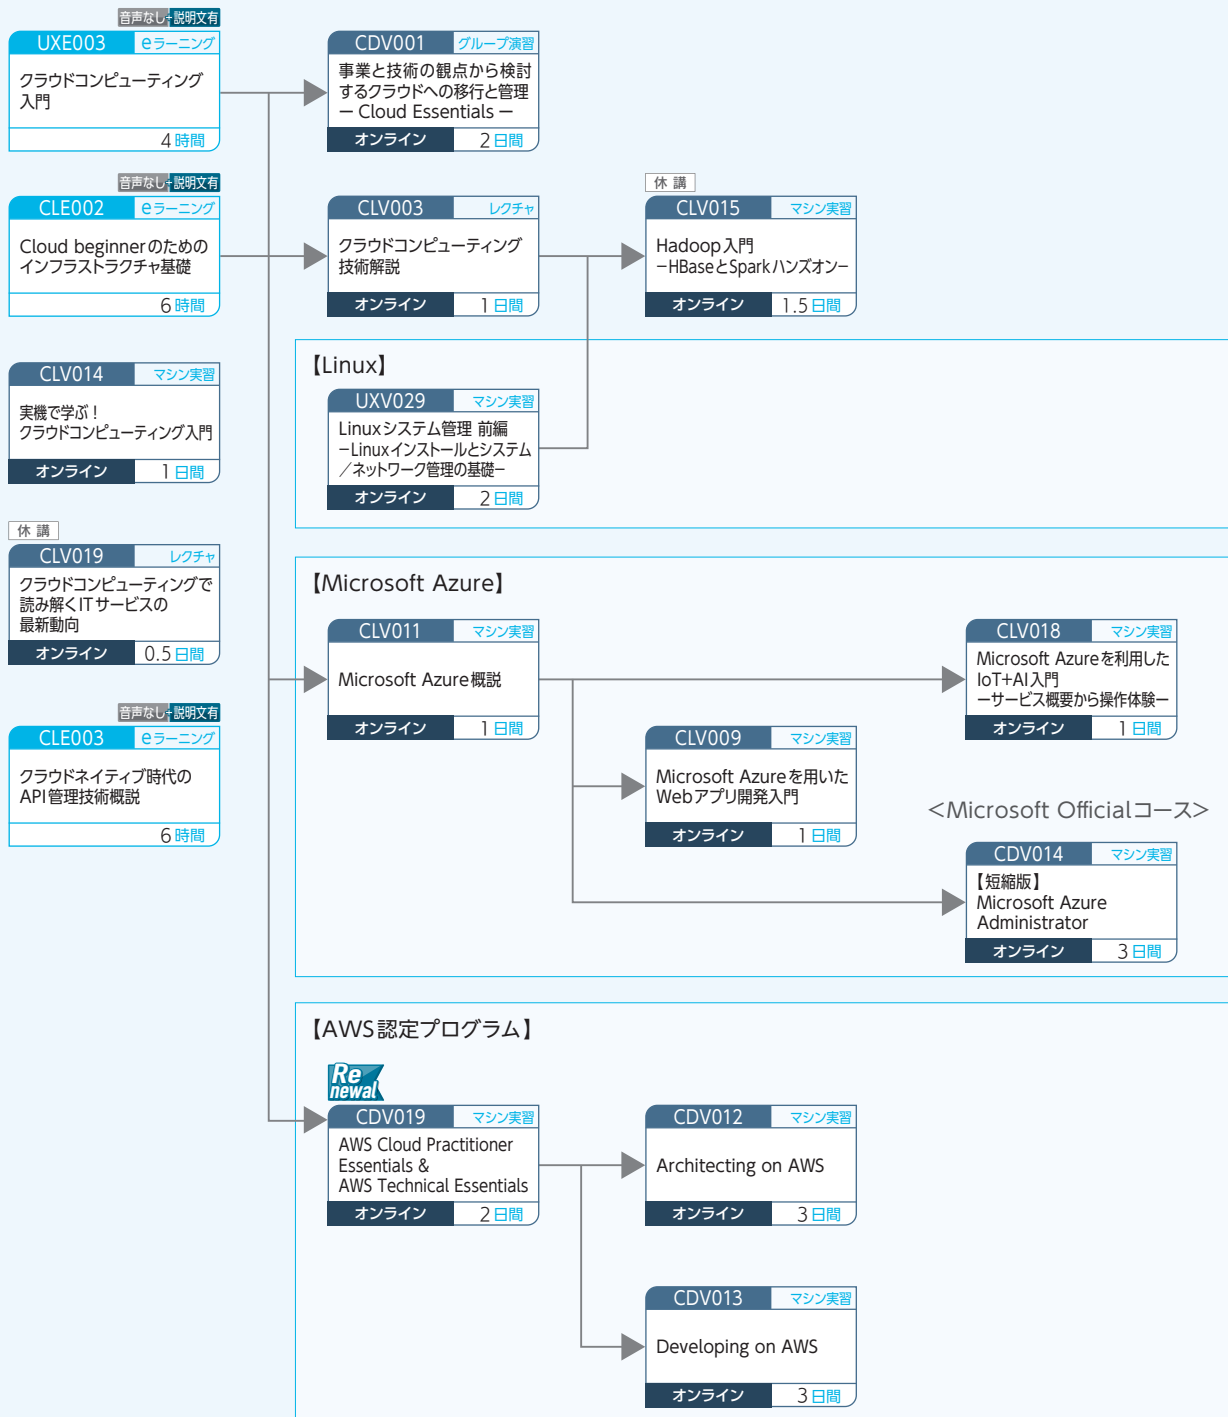 音声なし+説明文有
UXE003 eラーニング
クラウドコンピューティング
入門
4時間
CDV001 グループ演習
事業と技術の観点から検討
するクラウドへの移行と管理
ー Cloud Essentials ー
オンライン 2日間
音声なし+説明文有
CLE002 eラーニング
Cloud beginnerのための
インフラストラクチャ基礎
6時間
CLV003 レクチャ
クラウドコンピューティング
技術解説
オンライン 1日間
休 講
CLV015 マシン実習
Hadoop入門
−HBaseとSparkハンズオン−
オンライン 1.5日間
CLV014 マシン実習
実機で学ぶ!
クラウドコンピューティング入門
オンライン 1日間
【Linux】
UXV029 マシン実習
Linuxシステム管理 前編
−Linuxインストールとシステム
/ネットワーク管理の基礎−
オンライン 2日間
休 講
CLV019 レクチャ
クラウドコンピューティングで
読み解くITサービスの
最新動向
オンライン 0.5日間
音声なし+説明文有
CLE003 eラーニング
クラウドネイティブ時代の
API管理技術概説
6時間
【Microsoft Azure】
CLV011 マシン実習
Microsoft Azure概説
オンライン 1日間
CLV018 マシン実習
Microsoft Azureを利用した
IoT+AI入門
ーサービス概要から操作体験ー
オンライン 1日間
CLV009 マシン実習
Microsoft Azureを用いた
Webアプリ開発入門
オンライン 1日間
<Microsoft Officialコース>
CDV014 マシン実習
【短縮版】
Microsoft Azure
Administrator
オンライン 3日間
【AWS認定プログラム】
Re
newal
CDV019 マシン実習
AWS Cloud Practitioner
Essentials &
AWS Technical Essentials
オンライン 2日間
CDV012 マシン実習
Architecting on AWS
オンライン 3日間
CDV013 マシン実習
Developing on AWS
オンライン 3日間